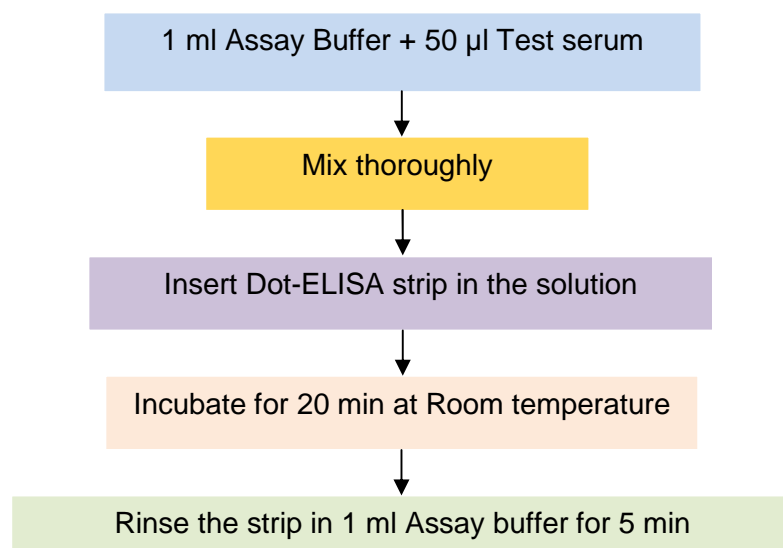 1 ml Assay Buffer + 50 µl Test serum
Mix thoroughly
Insert Dot-ELISA strip in the solution
Incubate for 20 min at Room temperature
Rinse the strip in 1 ml Assay buffer for 5 min